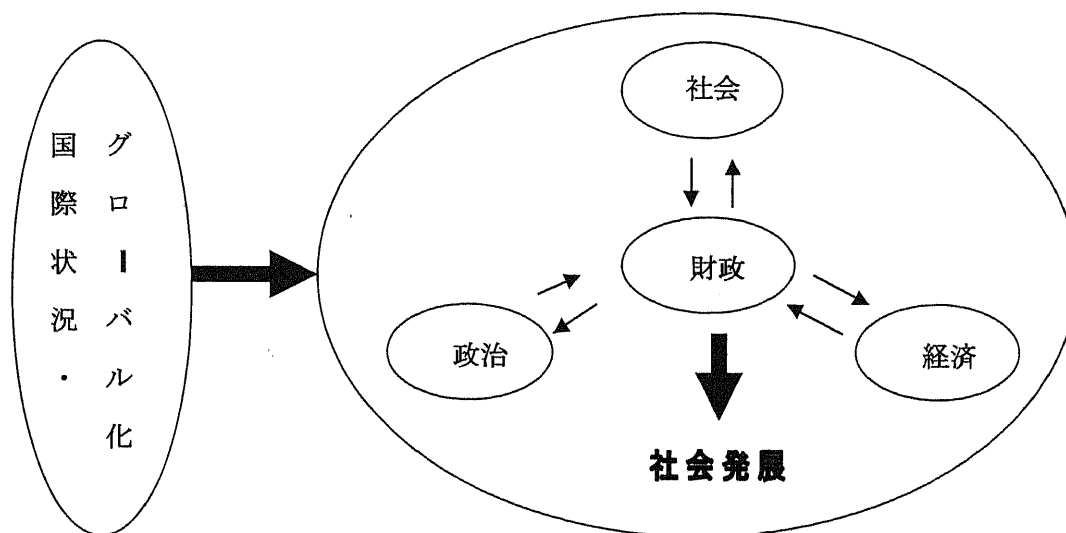 国際状況・
グローバル化
社会
財政
政治
経済
社会発展